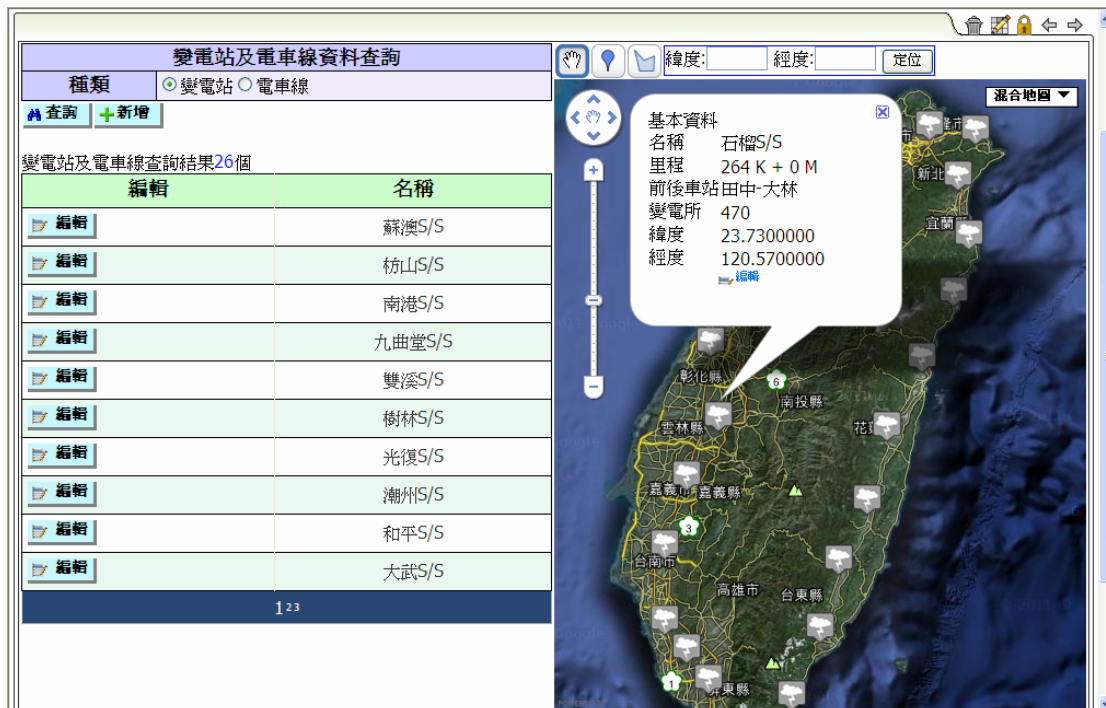 變電站及電車線資料查詢
種類 變電站 電車線
查詢 新增
變電站及電車線查詢結果26個
編輯 名稱
編輯 蘇澳S/S
編輯 枋山S/S
編輯 南港S/S
編輯 九曲堂S/S
編輯 雙溪S/S
編輯 樹林S/S
編輯 光復S/S
編輯 潮州S/S
編輯 和平S/S
編輯 大武S/S
1 2 3
緯度: 經度: 定位
混合地圖 ▼
基本資料
名稱 石榴S/S
里程 264 K + 0 M
前後車站 田中-大林
變電所 470
緯度 23.7300000
經度 120.5700000
編輯
新北
宜蘭縣
彰化縣
6
南投縣
雲林縣
花
嘉義市 嘉義縣
3
台南市
高雄市 台東縣
1
屏東縣